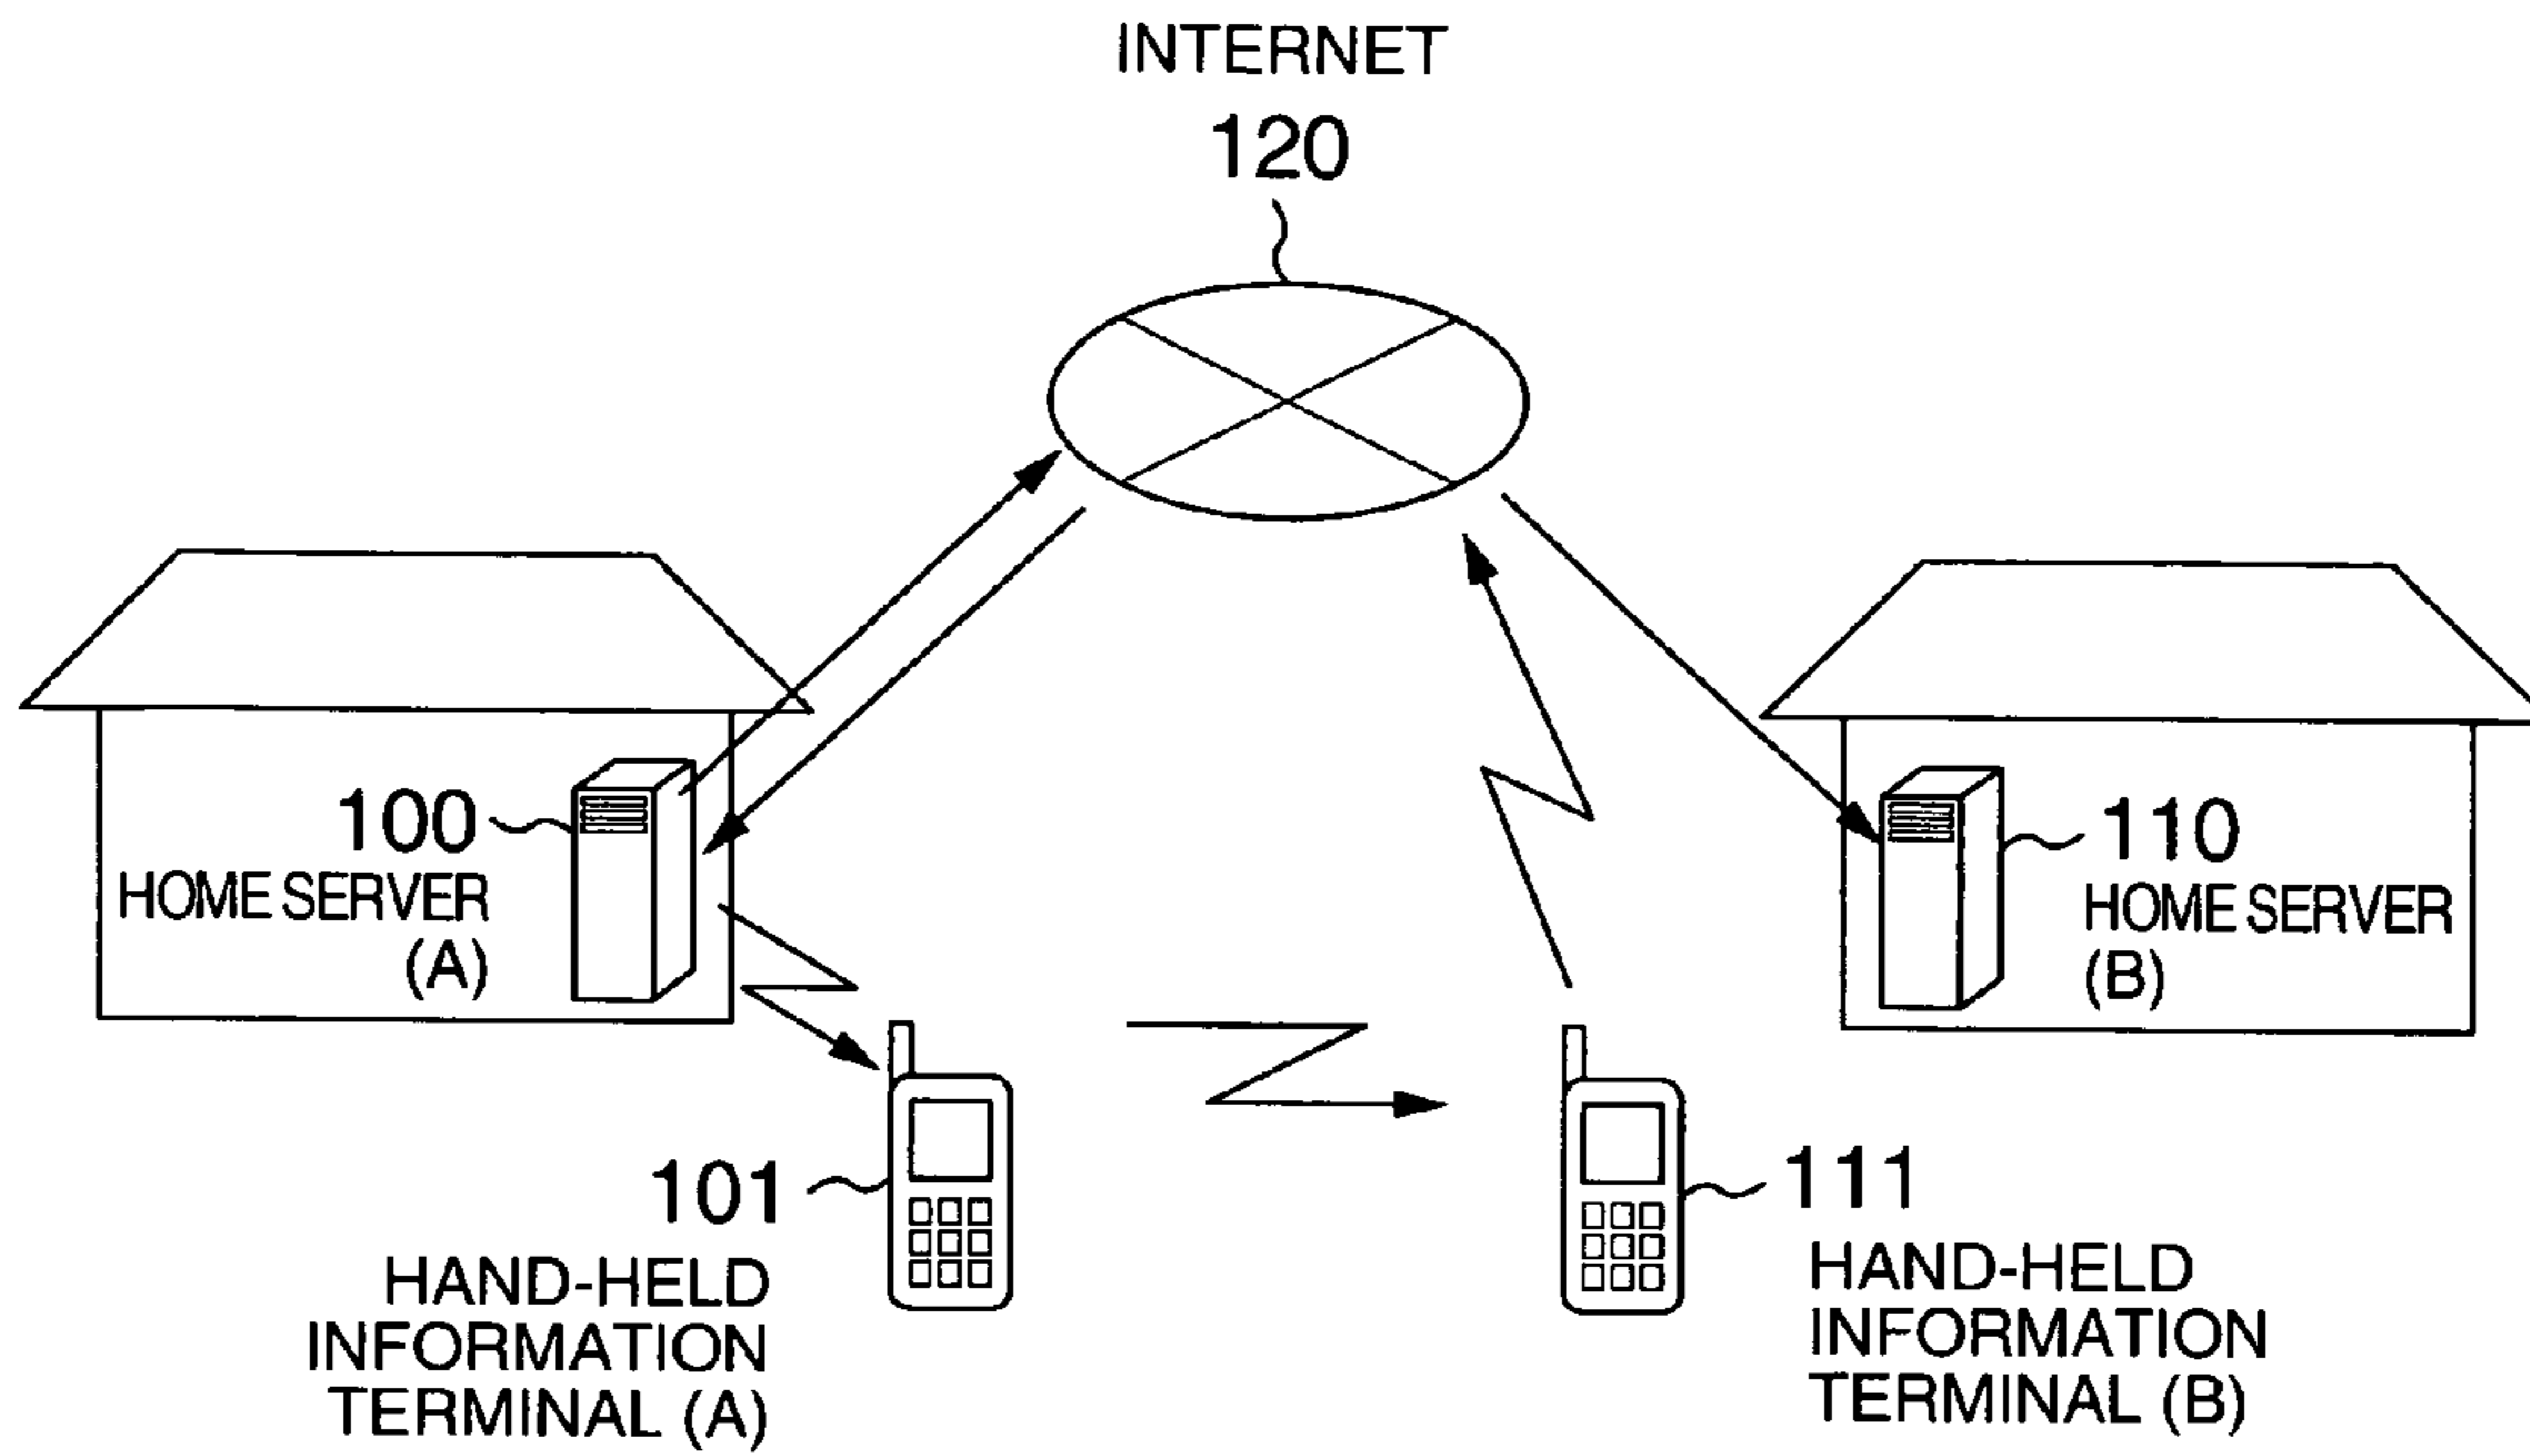 INTERNET
120
100
HOME SERVER
(A)
110
HOME SERVER
(B)
101
HAND-HELD
INFORMATION
TERMINAL (A)
111
HAND-HELD
INFORMATION
TERMINAL (B)